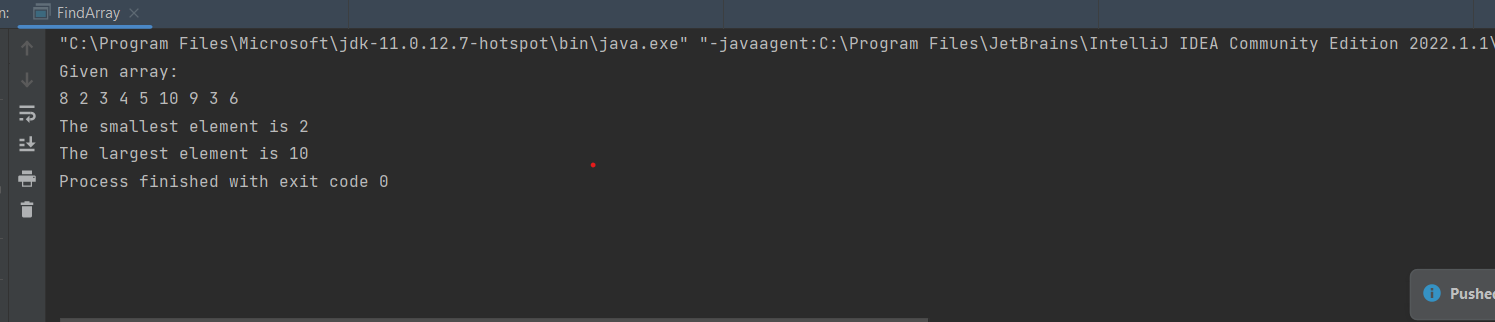 n: FindArray
"C:\Program Files\Microsoft\jdk-11.0.12.7-hotspot\bin\java.exe" "-javaagent:C:\Program Files\JetBrains\IntelliJ IDEA Community Edition 2022.1.1\
Given array:
8 2 3 4 5 10 9 3 6
The smallest element is 2
The largest element is 10
Process finished with exit code 0
Pushed